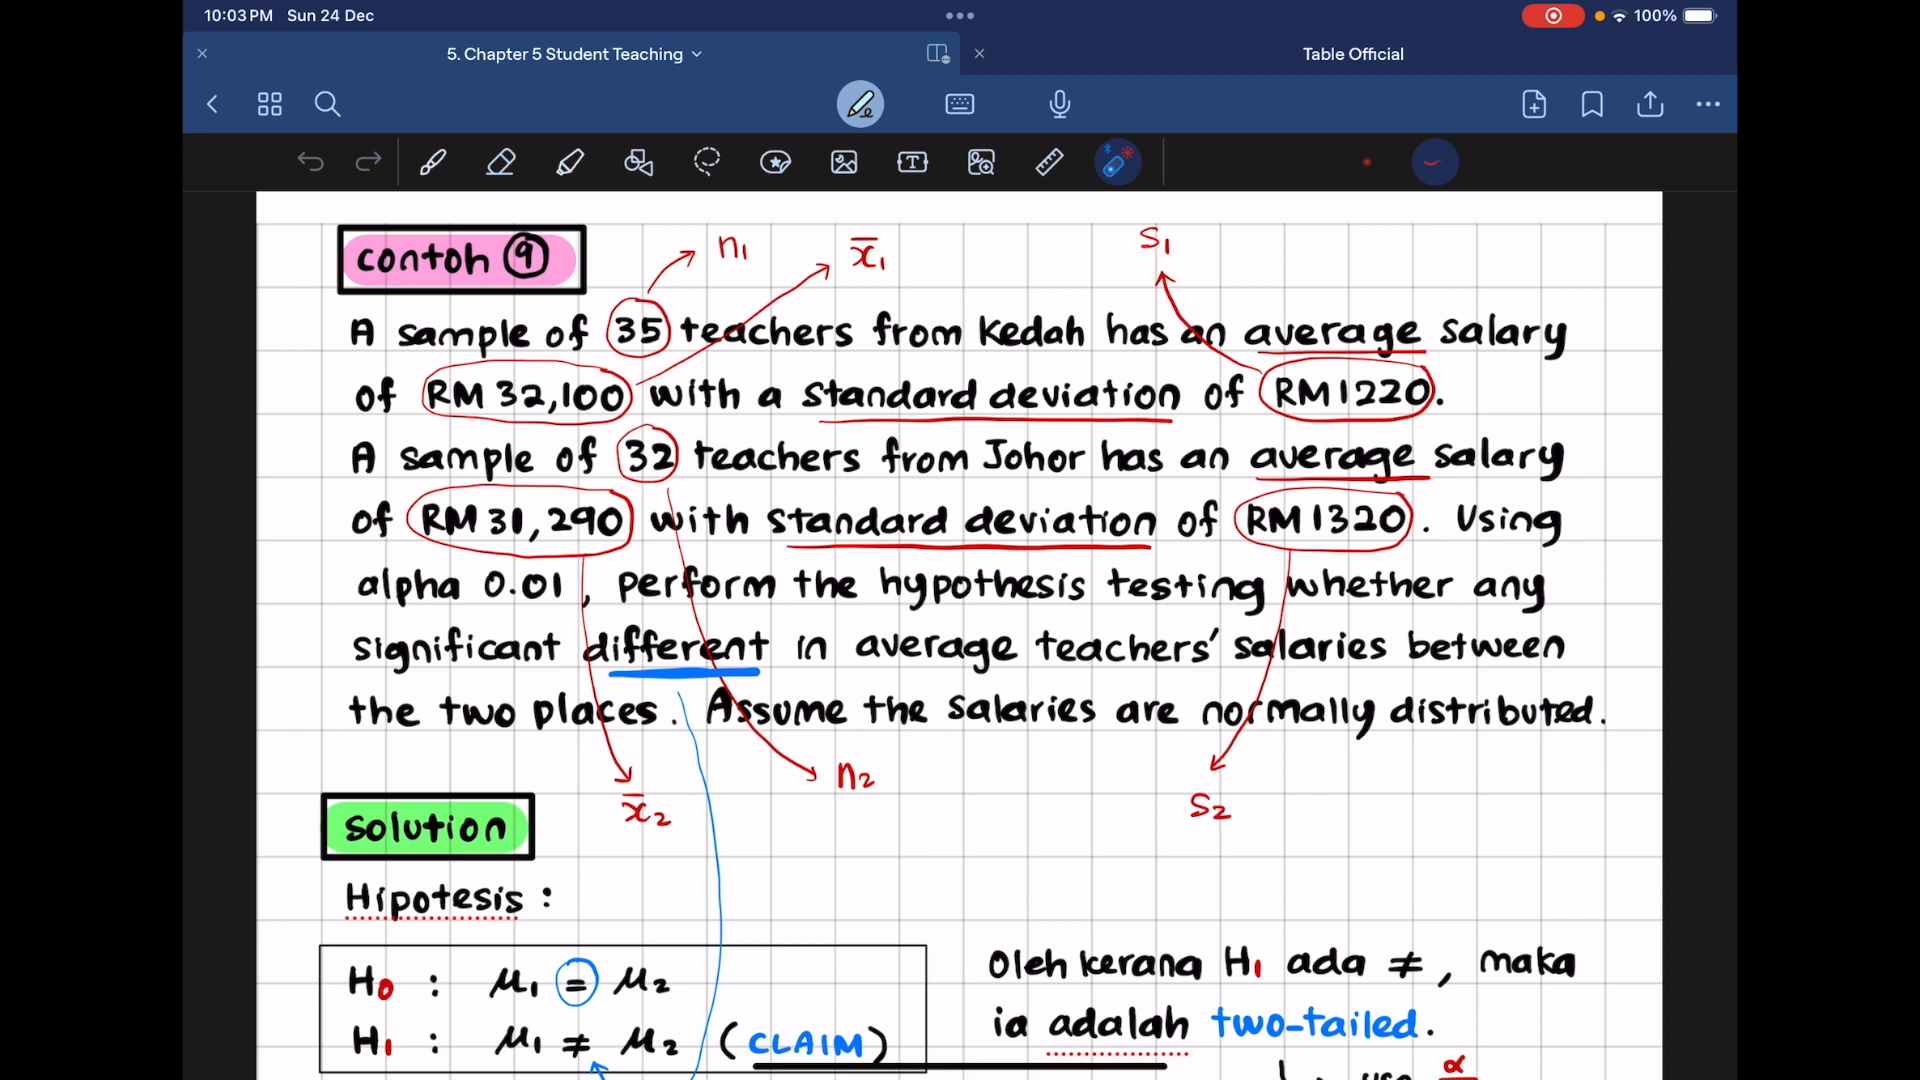 10:03 PM Sun 24 Dec
100%
5. Chapter 5 Student Teaching
Table Official
contoh 9
n1
x̄1
s1
A sample of 35 teachers from Kedah has an average salary
of RM 32,100 with a standard deviation of RM 1220.
A sample of 32 teachers from Johor has an average salary
of RM 31,290 with standard deviation of RM 1320. Using
alpha 0.01, perform the hypothesis testing whether any
significant different in average teachers' salaries between
the two places. Assume the salaries are normally distributed.
x̄2
n2
s2
solution
Hipotesis :
H0 : μ1 = μ2
H1 : μ1 ≠ μ2 (CLAIM)
Oleh kerana H1 ada ≠, maka
ia adalah two-tailed.
use α